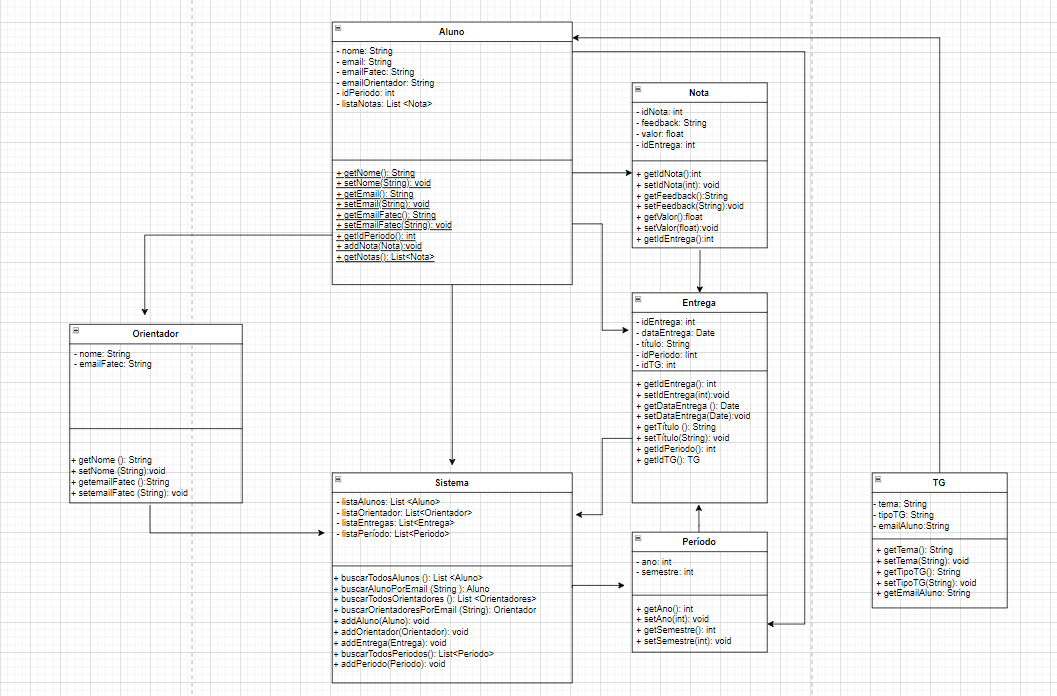 Aluno
- nome: String
- email: String
- emailFatec: String
- emailOrientador: String
- idPeriodo: int
- listaNotas: List <Nota>
+ getNome(): String
+ setNome(String): void
+ getEmail(): String
+ setEmail(String): void
+ getEmailFatec(): String
+ setEmailFatec(String): void
+ getIdPeriodo(): int
+ addNota(Nota):void
+ getNotas(): List<Nota>
Nota
- idNota: int
- feedback: String
- valor: float
- idEntrega: int
+ getIdNota():int
+ setIdNota(int): void
+ getFeedback():String
+ setFeedback(String):void
+ getValor():float
+ setValor(float):void
+ getIdEntrega():int
Entrega
- idEntrega: int
- dataEntrega: Date
- título: String
- idPeriodo: Iint
- idTG: int
+ getIdEntrega(): int
+ setIdEntrega(int):void
+ getDataEntrega (): Date
+ setDataEntrega(Date):void
+ getTítulo (): String
+ setTítulo(String): void
+ getIdPeriodo(): int
+ getIdTG(): TG
Orientador
- nome: String
- emailFatec: String
+ getNome (): String
+ setNome (String):void
+ getemailFatec ():String
+ setemailFatec (String): void
Sistema
- listaAlunos: List <Aluno>
- listaOrientador: List<Orientador>
- listaEntregas: List<Entrega>
- listaPeríodo: List<Periodo>
+ buscarTodosAlunos (): List <Aluno>
+ buscarAlunoPorEmail (String ): Aluno
+ buscarTodosOrientadores (): List <Orientadores>
+ buscarOrientadoresPorEmail (String): Orientador
+ addAluno(Aluno): void
+ addOrientador(Orientador): void
+ addEntrega(Entrega): void
+ buscarTodosPeriodos(): List<Periodo>
+ addPeriodo(Periodo): void
Período
- ano: int
- semestre: int
+ getAno(): int
+ setAno(int): void
+ getSemestre(): int
+ setSemestre(int): void
TG
- tema: String
- tipoTG: String
- emailAluno:String
+ getTema(): String
+ setTema(String): void
+ getTipoTG(): String
+ setTipoTG(String): void
+ getEmailAluno: String